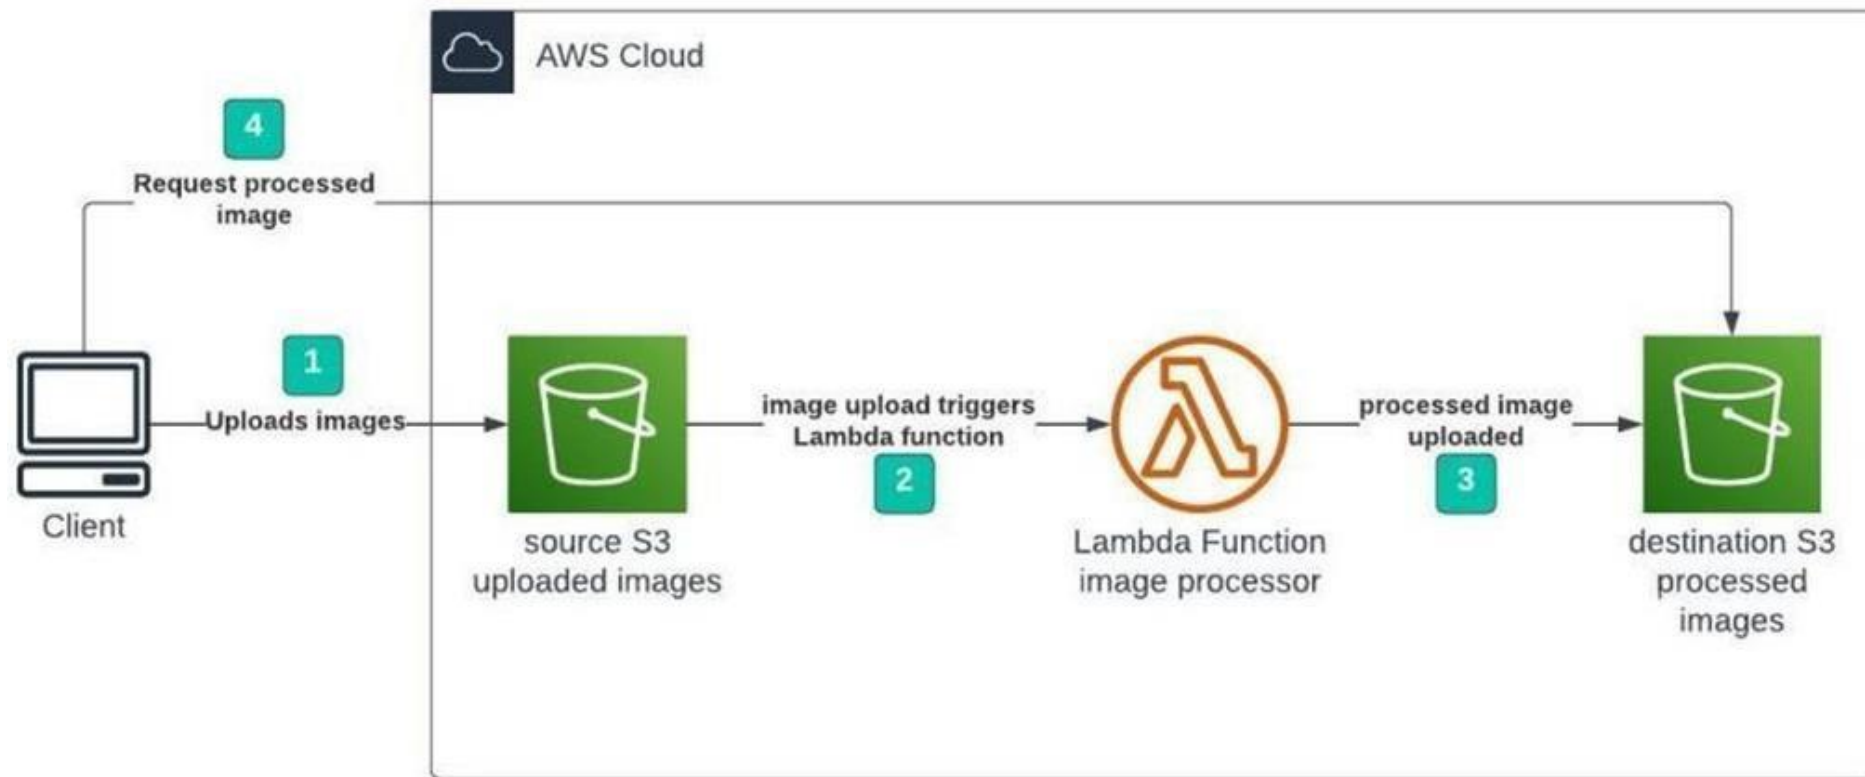 AWS Cloud
4
Request processed
image
1
Uploads images
image upload triggers
Lambda function
2
processed image
uploaded
3
Client
source S3
uploaded images
Lambda Function
image processor
destination S3
processed
images